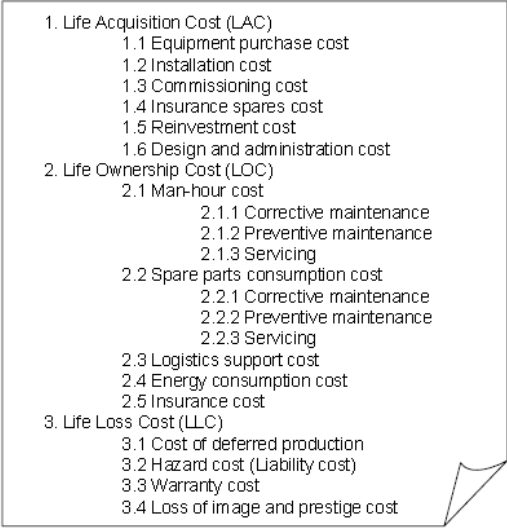 1. Life Acquisition Cost (LAC)
1.1 Equipment purchase cost
1.2 Installation cost
1.3 Commissioning cost
1.4 Insurance spares cost
1.5 Reinvestment cost
1.6 Design and administration cost
2. Life Ownership Cost (LOC)
2.1 Man-hour cost
2.1.1 Corrective maintenance
2.1.2 Preventive maintenance
2.1.3 Servicing
2.2 Spare parts consumption cost
2.2.1 Corrective maintenance
2.2.2 Preventive maintenance
2.2.3 Servicing
2.3 Logistics support cost
2.4 Energy consumption cost
2.5 Insurance cost
3. Life Loss Cost (LLC)
3.1 Cost of deferred production
3.2 Hazard cost (Liability cost)
3.3 Warranty cost
3.4 Loss of image and prestige cost